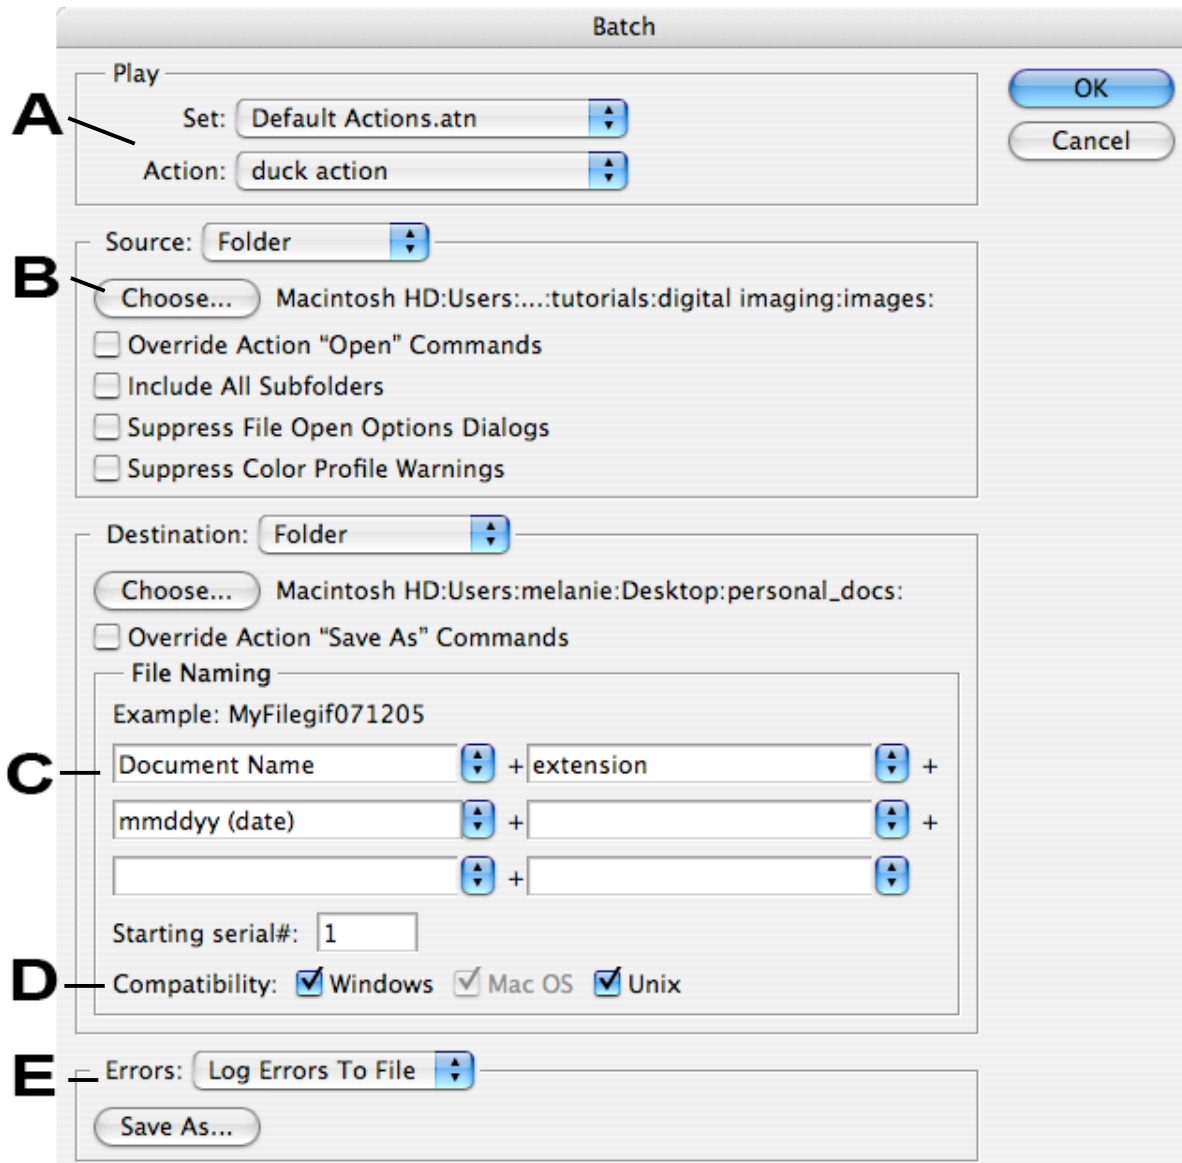 Batch
Play
OK
A
Set: Default Actions.atn
Cancel
Action: duck action
Source: Folder
B
Choose... Macintosh HD:Users:...:tutorials:digital imaging:images:
Override Action “Open” Commands
Include All Subfolders
Suppress File Open Options Dialogs
Suppress Color Profile Warnings
Destination: Folder
Choose... Macintosh HD:Users:melanie:Desktop:personal_docs:
Override Action “Save As” Commands
File Naming
Example: MyFilegif071205
C
Document Name + extension +
mmddyy (date) + +
+
Starting serial#: 1
D
Compatibility: Windows Mac OS Unix
E
Errors: Log Errors To File
Save As...